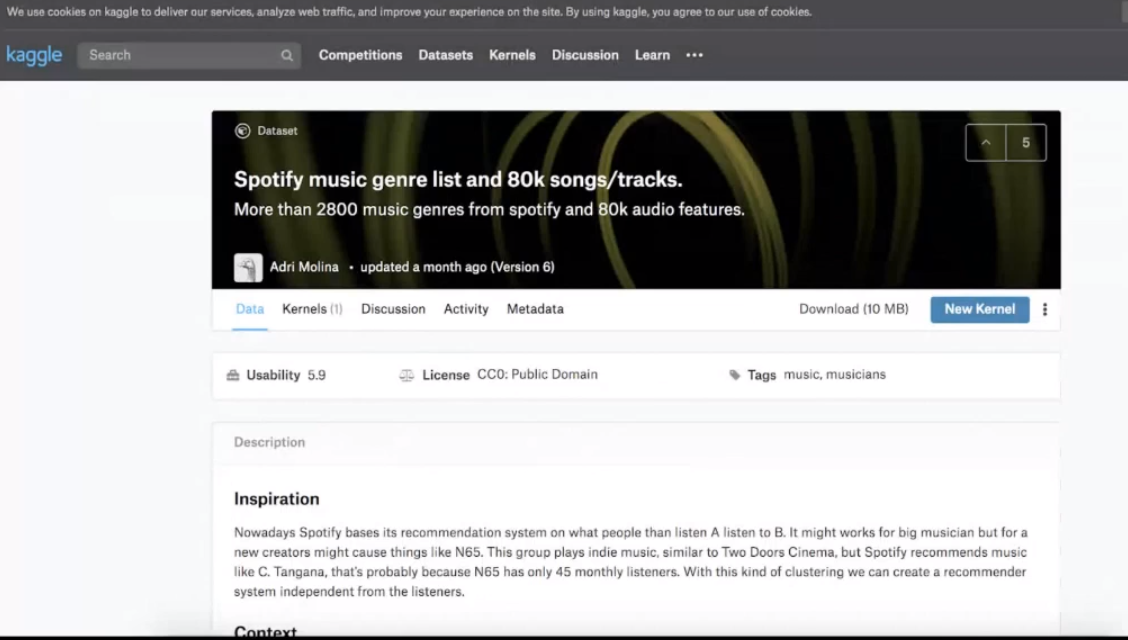 We use cookies on kaggle to deliver our services, analyze web traffic, and improve your experience on the site. By using kaggle, you agree to our use of cookies.
kaggle Search Competitions Datasets Kernels Discussion Learn •••
Dataset
5
Spotify music genre list and 80k songs/tracks.
More than 2800 music genres from spotify and 80k audio features.
Adri Molina • updated a month ago (Version 6)
Data Kernels (1) Discussion Activity Metadata Download (10 MB) New Kernel
Usability 5.9 License CC0: Public Domain Tags music, musicians
Description
Inspiration
Nowadays Spotify bases its recommendation system on what people than listen A listen to B. It might works for big musician but for a
new creators might cause things like N65. This group plays indie music, similar to Two Doors Cinema, but Spotify recommends music
like C. Tangana, that's probably because N65 has only 45 monthly listeners. With this kind of clustering we can create a recommender
system independent from the listeners.
Context